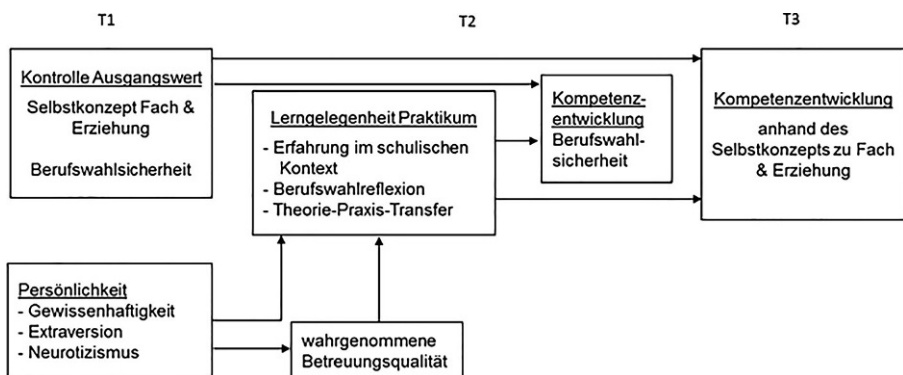 T1
T2
T3
Kontrolle Ausgangswert
Selbstkonzept Fach &
Erziehung
Berufswahlsicherheit
Lerngelegenheit Praktikum
- Erfahrung im schulischen
Kontext
- Berufswahlreflexion
- Theorie-Praxis-Transfer
Kompetenz-
entwicklung
Berufswahl-
sicherheit
Kompetenzentwicklung
anhand des
Selbstkonzepts zu Fach
& Erziehung
Persönlichkeit
- Gewissenhaftigkeit
- Extraversion
- Neurotizismus
wahrgenommene
Betreuungsqualität